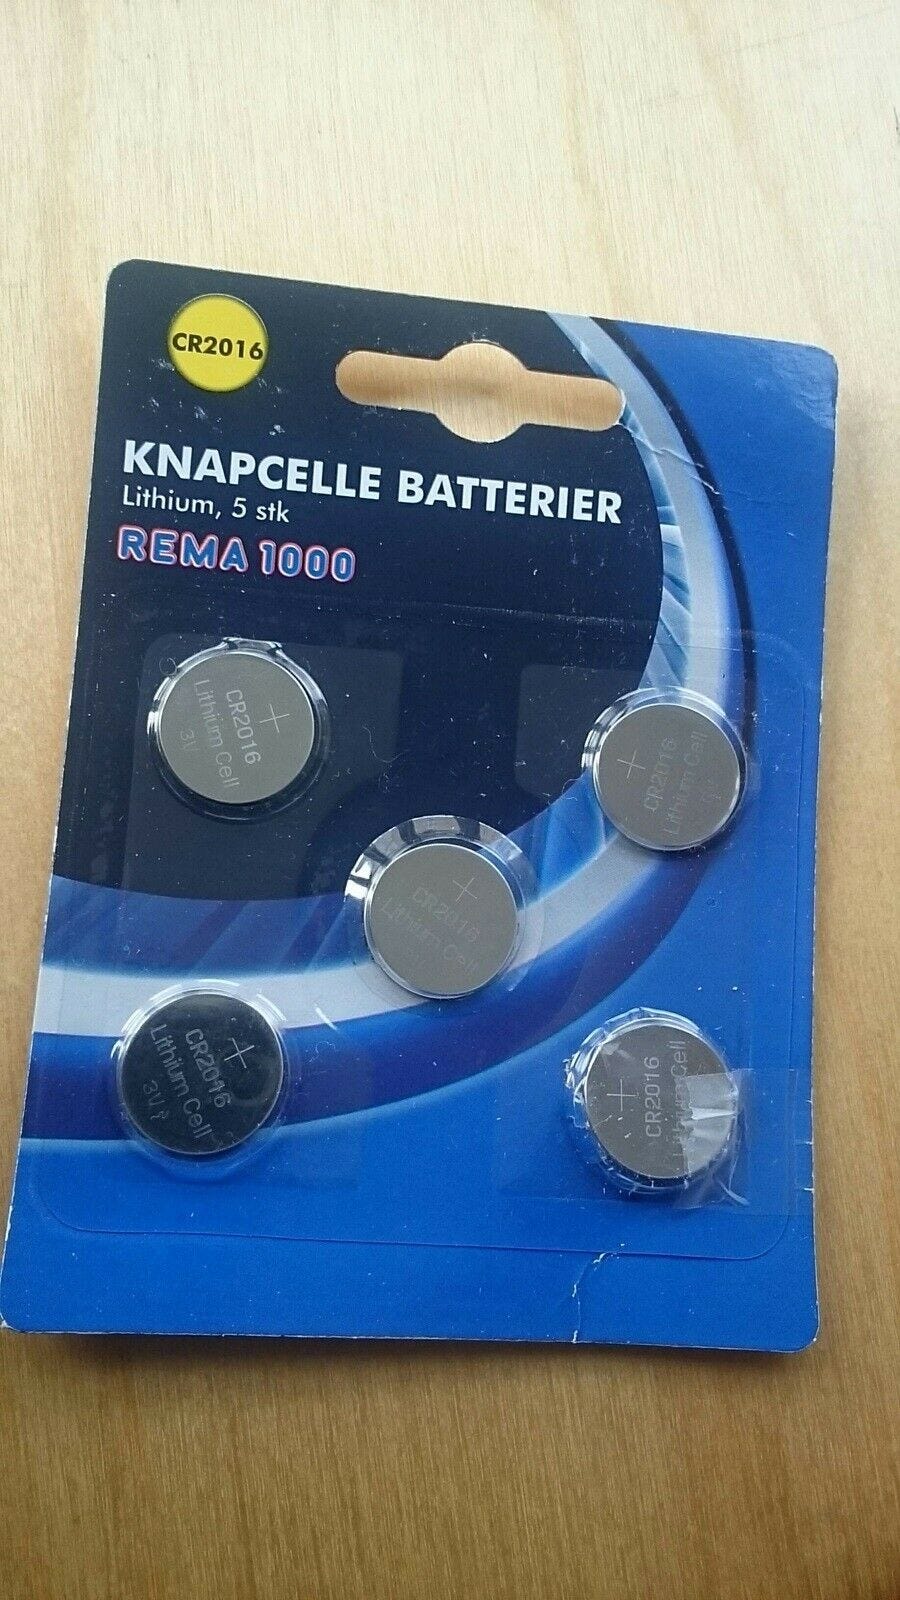 CR2016
KNAPCELLE BATTERIER
Lithium, 5 stk
REMA 1000
+
CR2016
Lithium Cell
3V
+
CR2016
Lithium Cell
+
CR2016
Lithium Cell
+
CR2016
Lithium Cell
3V
+
CR2016
Lithium Cell